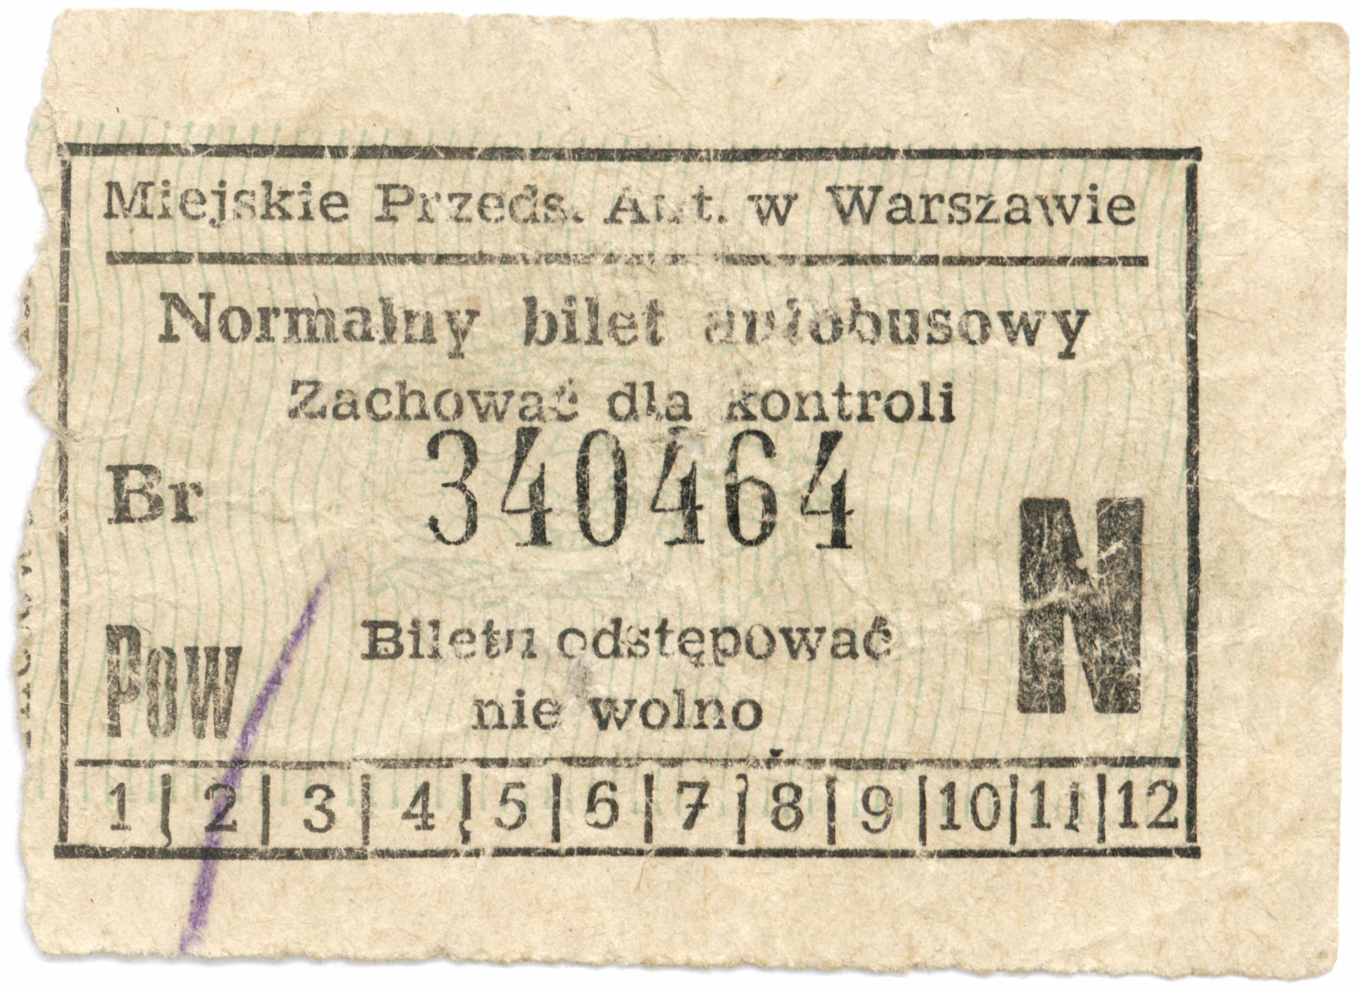 Miejskie Przeds. Aut. w Warszawie
Normalny bilet autobusowy
Zachować dla kontroli
Br 340464
N
Pow
Biletu odstępować
nie wolno
1 2 3 4 5 6 7 8 9 10 11 12